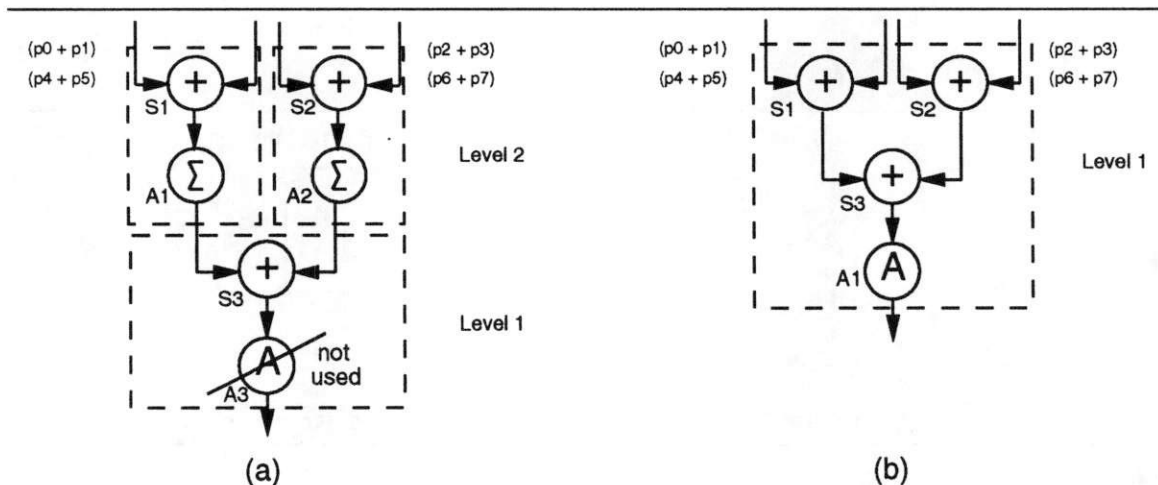 (p0 + p1)
(p4 + p5)
(p2 + p3)
(p6 + p7)
+
S1
+
S2
Σ
A1
Σ
A2
Level 2
+
S3
Level 1
A
A3
not
used
(a)
(p0 + p1)
(p4 + p5)
(p2 + p3)
(p6 + p7)
+
S1
+
S2
+
S3
Level 1
A
A1
(b)